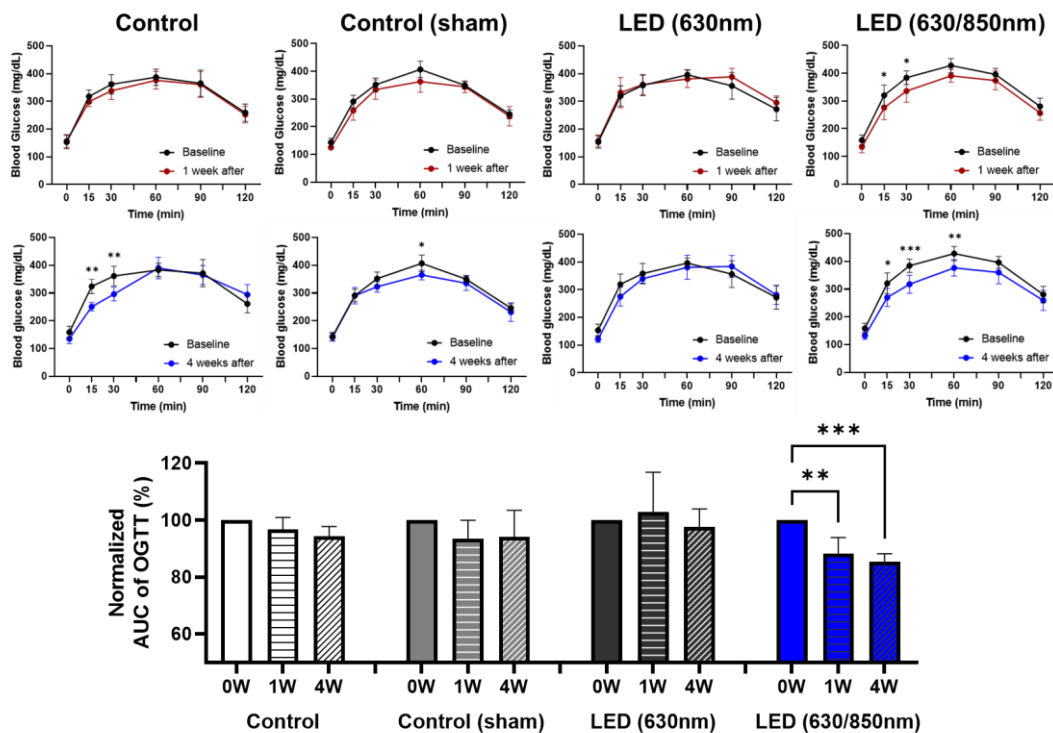 Control
Control (sham)
LED (630nm)
LED (630/850nm)
Blood Glucose (mg/dL)
500
400
300
200
100
0
Baseline
1 week after
0 15 30 60 90 120
Time (min)
Blood Glucose (mg/dL)
500
400
300
200
100
0
Baseline
1 week after
0 15 30 60 90 120
Time (min)
Blood Glucose (mg/dL)
500
400
300
200
100
0
Baseline
1 week after
0 15 30 60 90 120
Time (min)
Blood Glucose (mg/dL)
500
400
300
200
100
0
* *
Baseline
1 week after
0 15 30 60 90 120
Time (min)
Blood glucose (mg/dL)
500
400
300
200
100
0
** **
Baseline
4 weeks after
0 15 30 60 90 120
Time (min)
Blood glucose (mg/dL)
500
400
300
200
100
0
*
Baseline
4 weeks after
0 15 30 60 90 120
Time (min)
Blood glucose (mg/dL)
500
400
300
200
100
0
Baseline
4 weeks after
0 15 30 60 90 120
Time (min)
Blood glucose (mg/dL)
500
400
300
200
100
0
* *** **
Baseline
4 weeks after
0 15 30 60 90 120
Time (min)
Normalized
AUC of OGTT (%)
120
100
80
60
***
**
0W 1W 4W 0W 1W 4W 0W 1W 4W 0W 1W 4W
Control Control (sham) LED (630nm) LED (630/850nm)